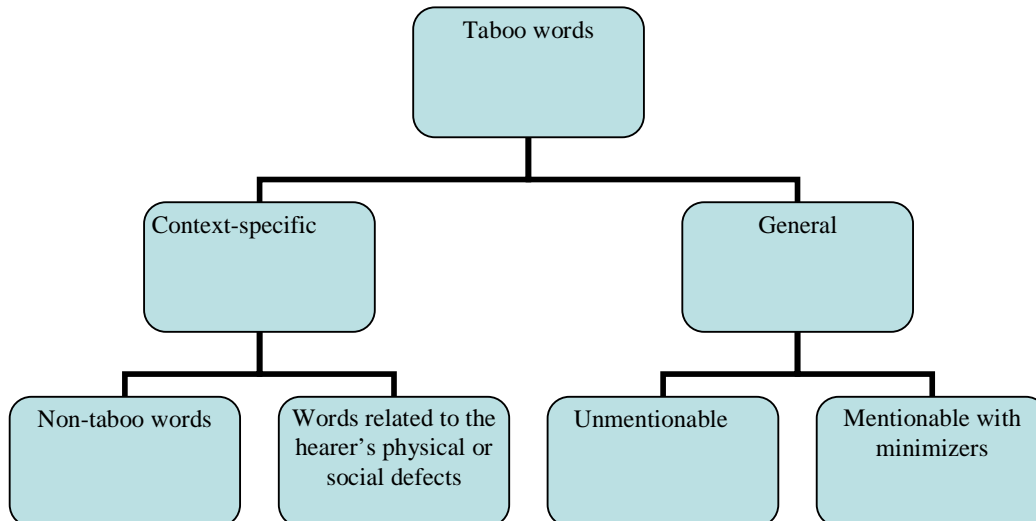 Taboo words
Context-specific
General
Non-taboo words
Words related to the
hearer’s physical or
social defects
Unmentionable
Mentionable with
minimizers